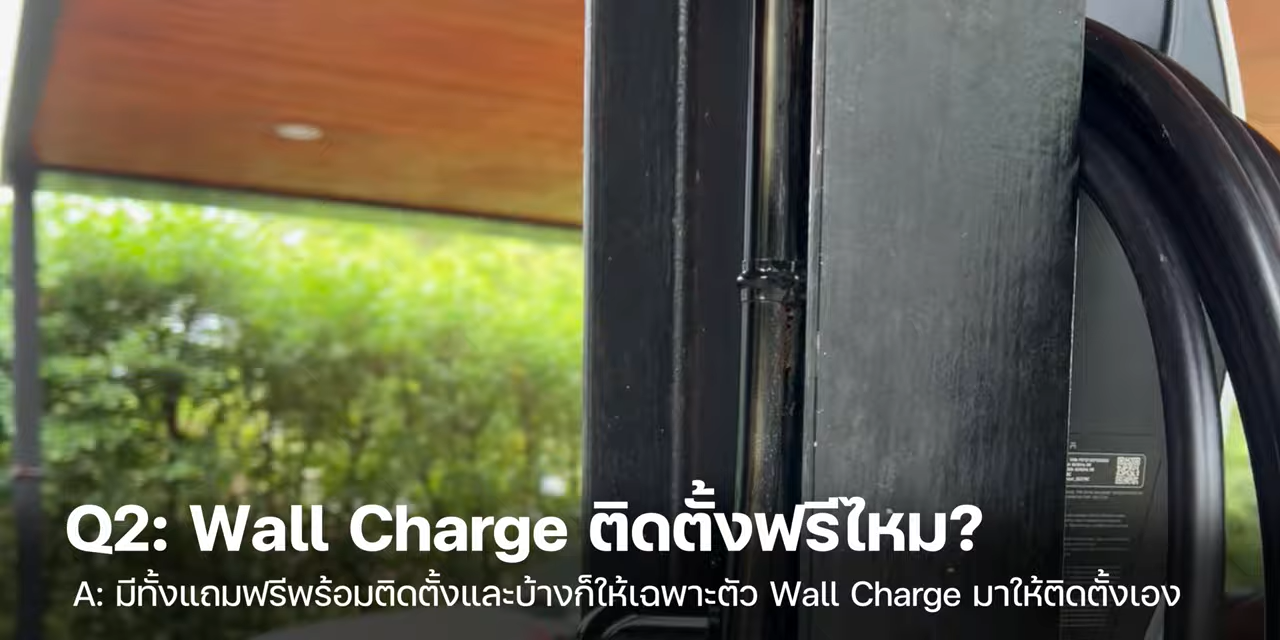 Q2: Wall Charge ติดตั้งฟรีไหม?
A: มีทั้งแถมฟรีพร้อมติดตั้งและบ้างก็ให้เฉพาะตัว Wall Charge มาให้ติดตั้งเอง